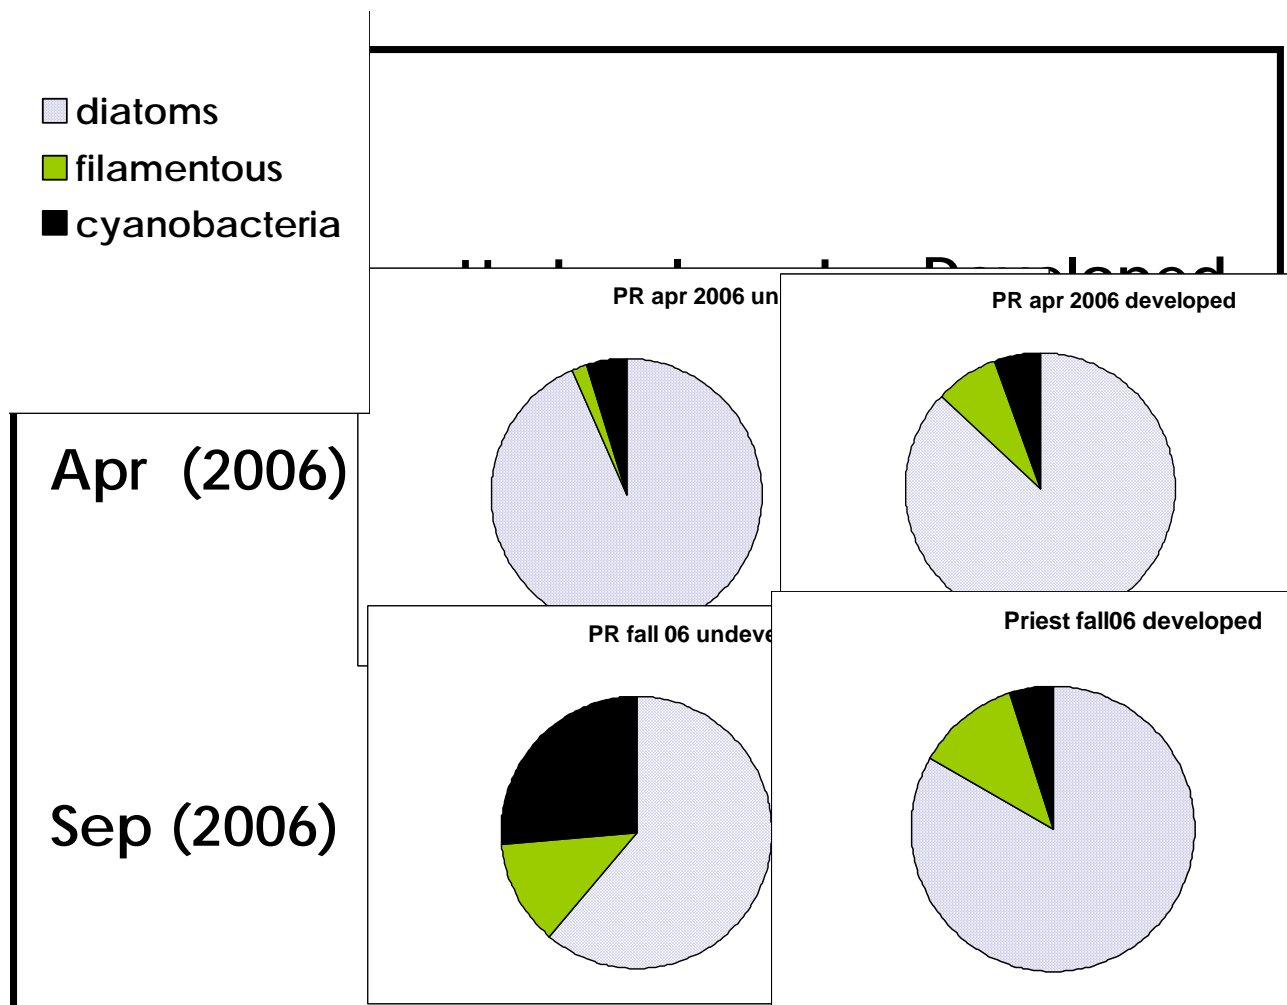 diatoms
filamentous
cyanobacteria
Developed
PR apr 2006 un
PR apr 2006 developed
Apr (2006)
PR fall 06 undeve
Priest fall06 developed
Sep (2006)